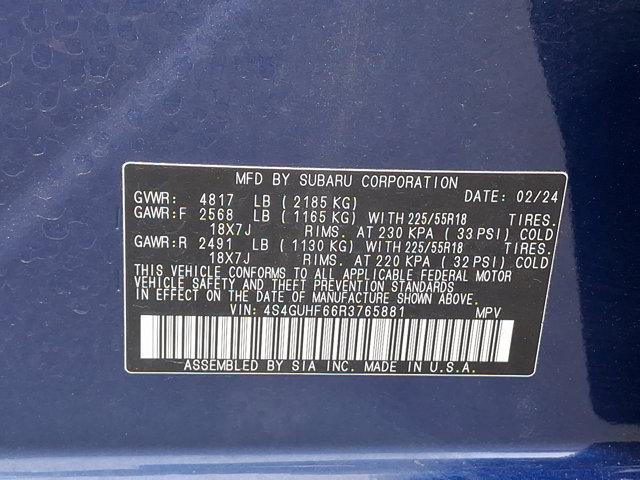 MFD BY SUBARU CORPORATION
GVWR: 4817 LB ( 2185 KG) DATE: 02/24
GAWR: F 2568 LB ( 1165 KG) WITH 225/55R18 TIRES.
18X7J RIMS. AT 230 KPA ( 33 PSI) COLD
GAWR: R 2491 LB ( 1130 KG) WITH 225/55R18 TIRES.
18X7J RIMS. AT 220 KPA ( 32 PSI) COLD
THIS VEHICLE CONFORMS TO ALL APPLICABLE FEDERAL MOTOR
VEHICLE SAFETY AND THEFT PREVENTION STANDARDS
IN EFFECT ON THE DATE OF MANUFACTURE SHOWN ABOVE.
VIN: 4S4GUHF66R3765881 MPV
ASSEMBLED BY SIA INC. MADE IN U.S.A.